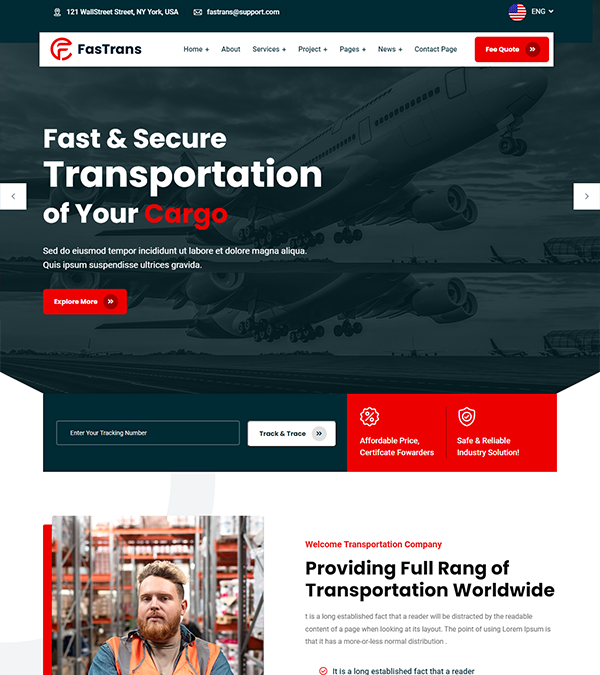 121 WallStreet Street, NY York, USA
fastrans@support.com
ENG
FasTrans
Home +
About
Services +
Project +
Pages +
News +
Contact Page
Fee Quote
Fast & Secure
Transportation
of Your Cargo
Sed do eiusmod tempor incididunt ut labore et dolore magna aliqua.
Quis ipsum suspendisse ultrices gravida.
Explore More
Enter Your Tracking Number
Track & Trace
Affordable Price,
Certifcate Fowarders
Safe & Reliable
Industry Solution!
Welcome Transportation Company
Providing Full Rang of
Transportation Worldwide
t is a long established fact that a reader will be distracted by the readable
content of a page when looking at its layout. The point of using Lorem Ipsum is
that it has a more-or-less normal distribution .
It is a long established fact that a reader